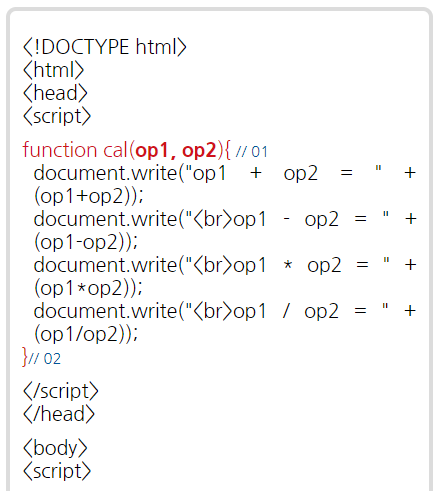 <!DOCTYPE html>
<html>
<head>
<script>
function cal(op1, op2){ // 01
document.write("op1 + op2 = " +
(op1+op2));
document.write("<br>op1 - op2 = " +
(op1-op2));
document.write("<br>op1 * op2 = " +
(op1*op2));
document.write("<br>op1 / op2 = " +
(op1/op2));
}// 02
</script>
</head>
<body>
<script>